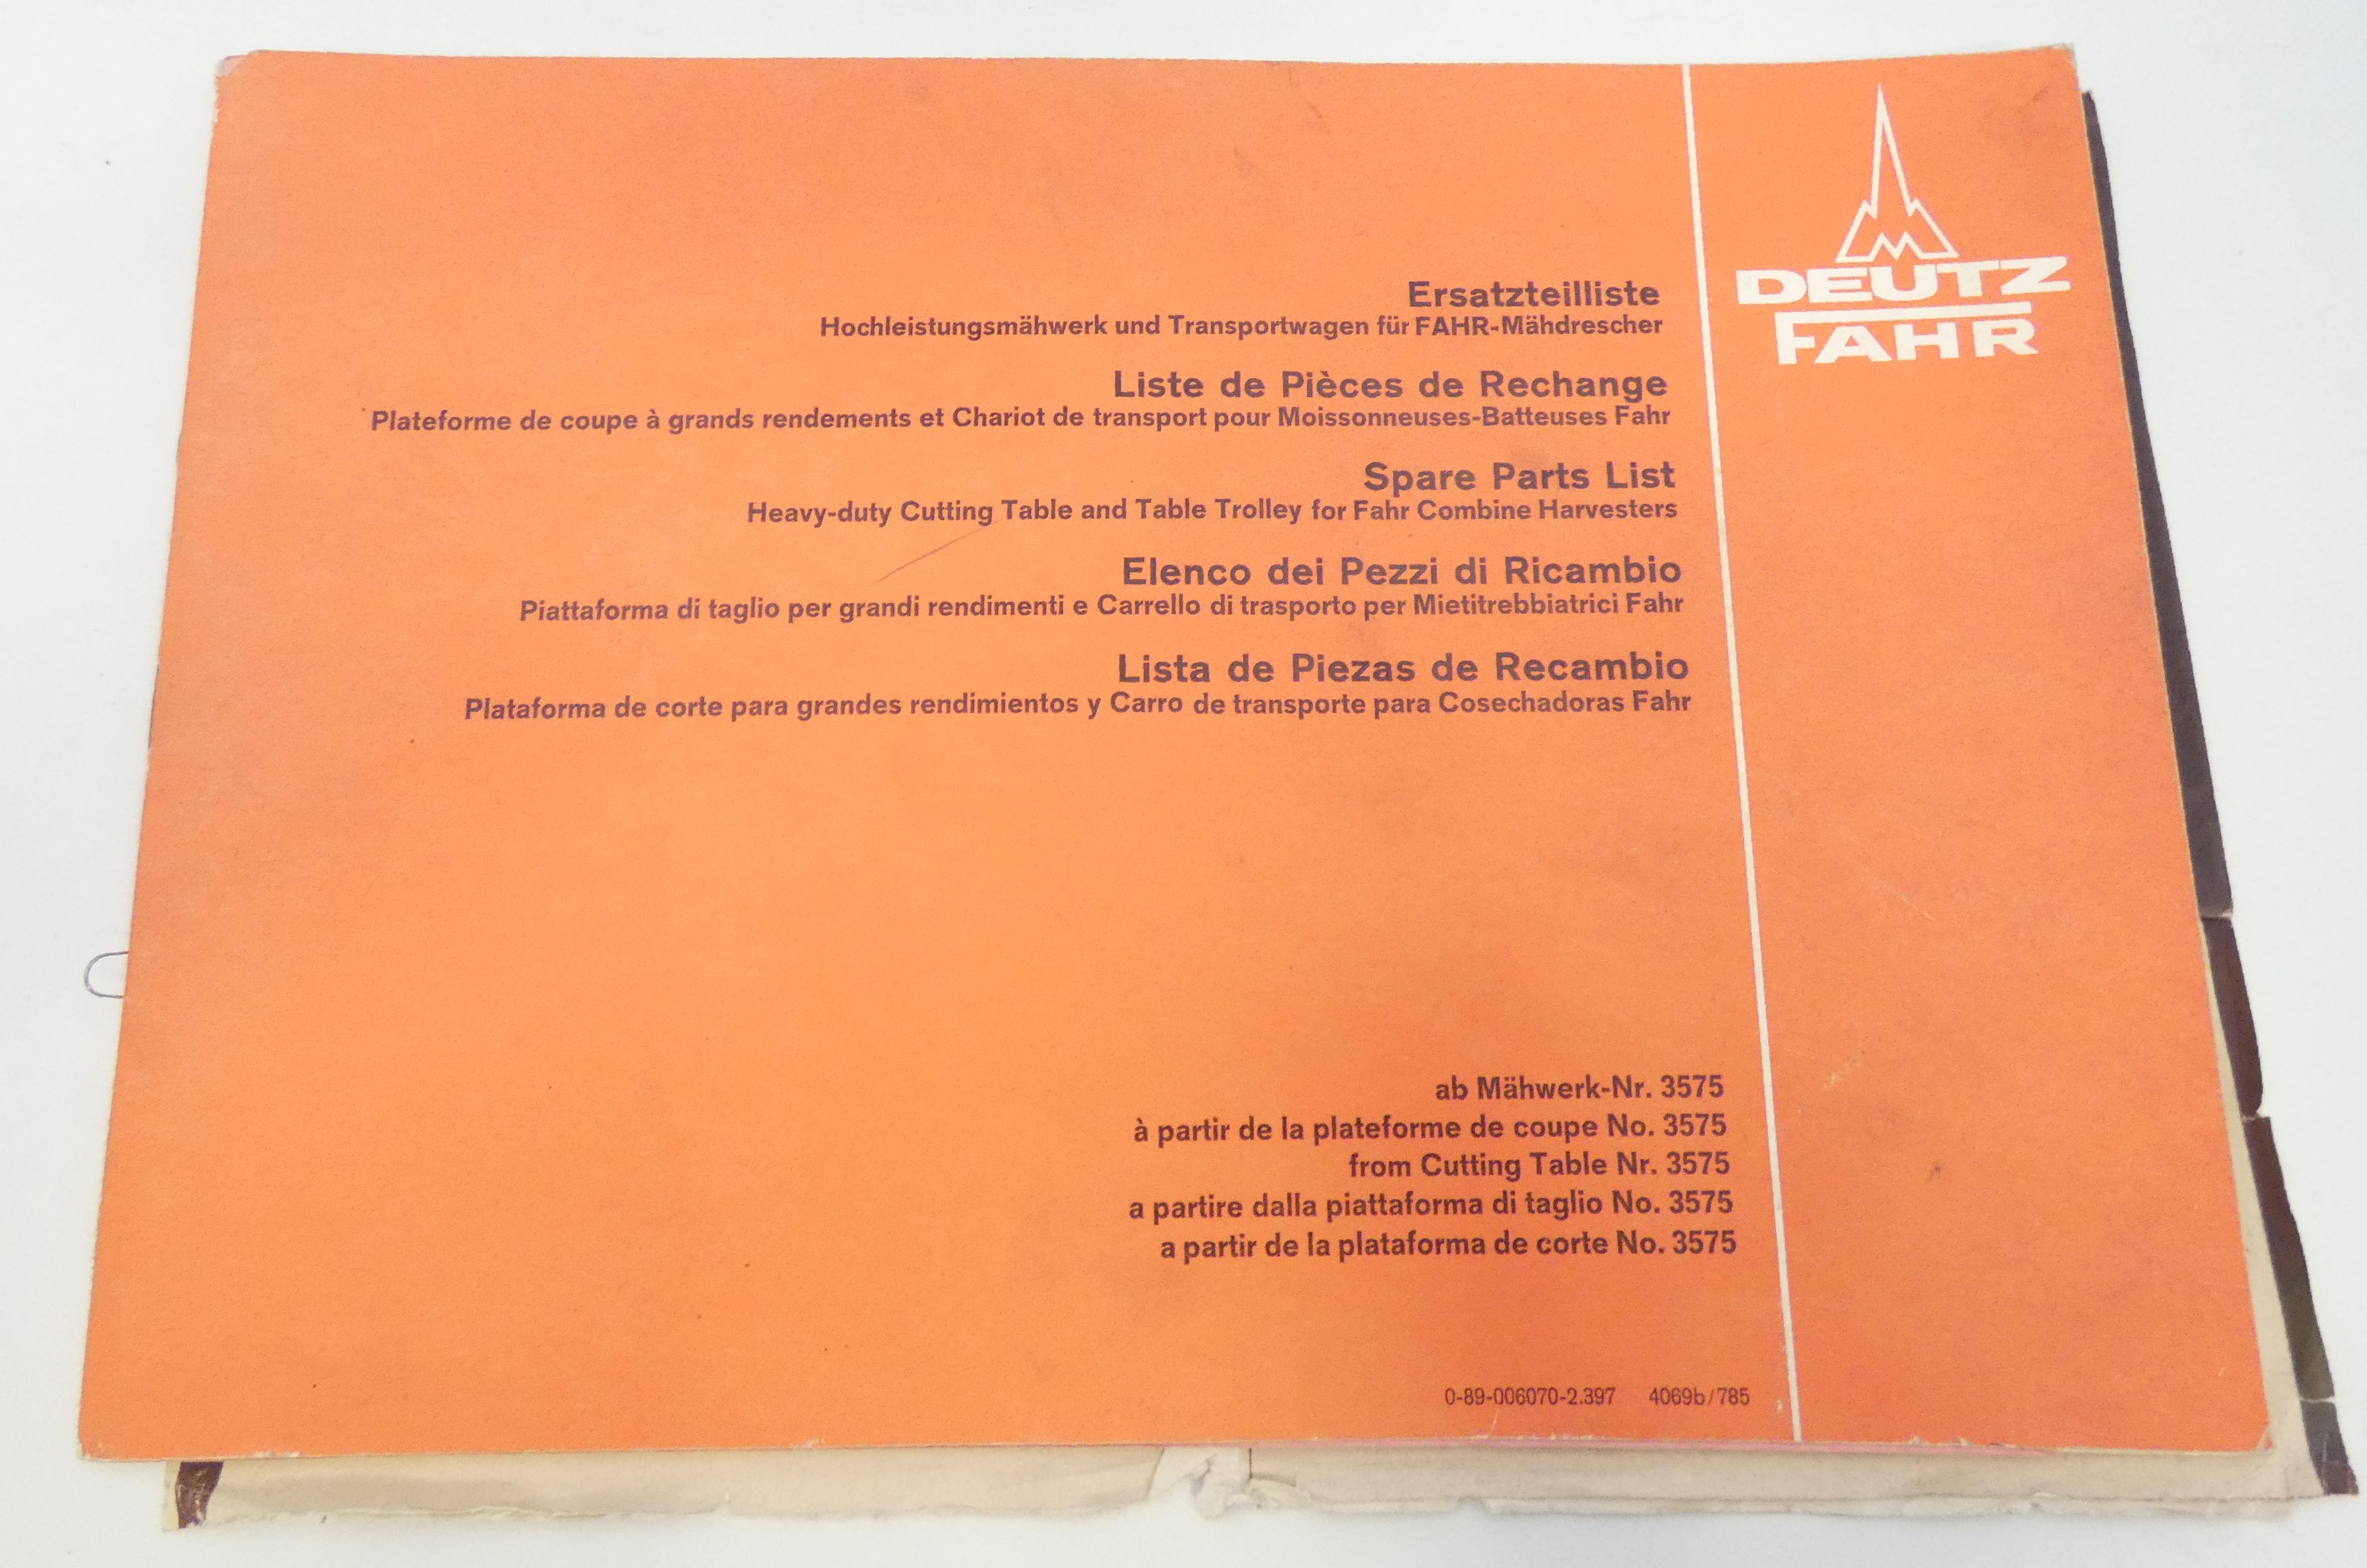 Ersatzteilliste
Hochleistungsmähwerk und Transportwagen für FAHR-Mähdrescher
Liste de Pièces de Rechange
Plateforme de coupe à grands rendements et Chariot de transport pour Moissonneuses-Batteuses Fahr
Spare Parts List
Heavy-duty Cutting Table and Table Trolley for Fahr Combine Harvesters
Elenco dei Pezzi di Ricambio
Piattaforma di taglio per grandi rendimenti e Carrello di trasporto per Mietitrebbiatrici Fahr
Lista de Piezas de Recambio
Plataforma de corte para grandes rendimientos y Carro de transporte para Cosechadoras Fahr
DEUTZ
FAHR
ab Mähwerk-Nr. 3575
à partir de la plateforme de coupe No. 3575
from Cutting Table Nr. 3575
a partire dalla piattaforma di taglio No. 3575
a partir de la plataforma de corte No. 3575
0-89-006070-2.397 4069b/785